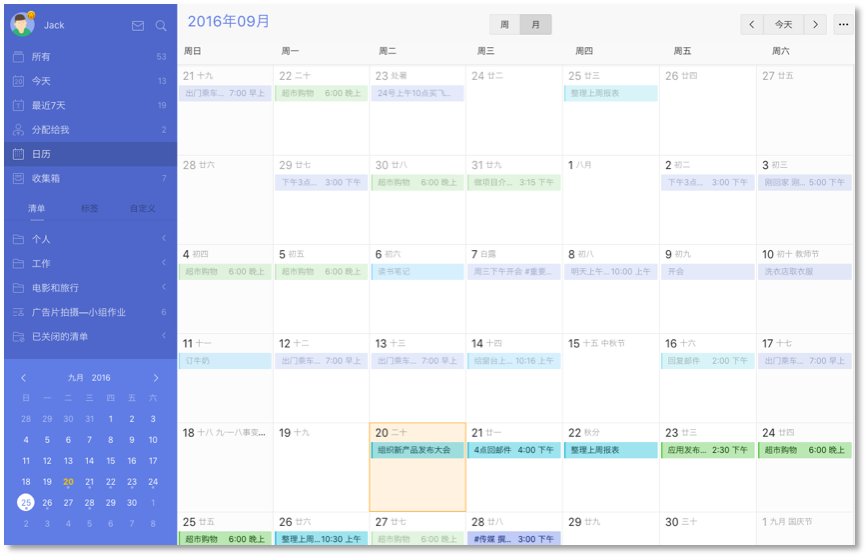 Jack
所有 53
今天 13
最近7天 19
分配给我 2
日历
收集箱 7
清单 标签 自定义
个人
工作
电影和旅行
广告片拍摄—小组作业 6
已关闭的清单
九月 2016
日 一 二 三 四 五 六
28 29 30 31 1 2 3
4 5 6 7 8 9 10
11 12 13 14 15 16 17
18 19 20 21 22 23 24
25 26 27 28 29 30 1
2 3 4 5 6 7 8
2016年09月
周 月
今天
周日 周一 周二 周三 周四 周五 周六
21 十九 22 二十 23 处暑 24 廿二 25 廿三 26 廿四 27 廿五
出门乘车... 7:00 早上 超市购物 6:00 晚上 24号上午10点买飞... 整理上周报表
28 廿六 29 廿七 30 廿八 31 廿九 1 八月 2 初二 3 初三
下午3点... 3:00 下午 超市购物 6:00 晚上 做项目介... 3:15 下午 下午3点... 3:00 下午 刚回家 刚... 5:00 下午
4 初四 5 初五 6 初六 7 白露 8 初八 9 初九 10 初十 教师节
超市购物 6:00 晚上 超市购物 6:00 晚上 读书笔记 周三下午开会 #重要... 明天上午... 10:00 上午 开会 洗衣店取衣服
11 十一 12 十二 13 十三 14 十四 15 十五 中秋节 16 十六 17 十七
订牛奶 出门乘车... 7:00 早上 出门乘车... 7:00 早上 给复台上... 10:16 上午 回复邮件 2:00 下午 出门乘车... 7:00 早上
18 十八 九一八事变... 19 十九 20 二十 21 廿一 22 秋分 23 廿三 24 廿四
组织新产品发布大会 4点回邮件 4:00 下午 整理上周报表 应用发布... 2:30 下午 超市购物 6:00 晚上
25 廿五 26 廿六 27 廿七 28 廿八 29 廿九 30 三十 1 九月 国庆节
超市购物 6:00 晚上 整理上周...10:30 上午 超市购物 6:00 晚上 #传媒 撰... 3:00 下午